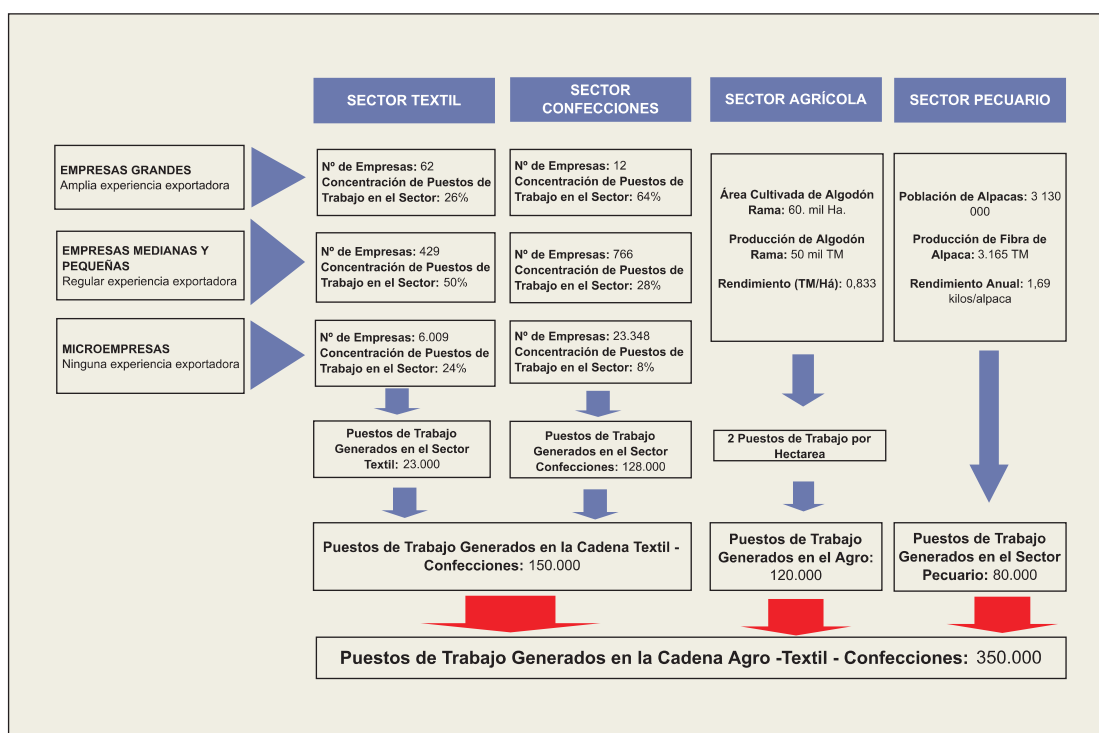 SECTOR TEXTIL
SECTOR
CONFECCIONES
SECTOR AGRÍCOLA
SECTOR PECUARIO
EMPRESAS GRANDES
Amplia experiencia exportadora
Nº de Empresas: 62
Concentración de Puestos de
Trabajo en el Sector: 26%
Nº de Empresas: 12
Concentración de Puestos de
Trabajo en el Sector: 64%
EMPRESAS MEDIANAS Y
PEQUEÑAS
Regular experiencia exportadora
Nº de Empresas: 429
Concentración de Puestos de
Trabajo en el Sector: 50%
Nº de Empresas: 766
Concentración de Puestos de
Trabajo en el Sector: 28%
MICROEMPRESAS
Ninguna experiencia exportadora
Nº de Empresas: 6.009
Concentración de Puestos de
Trabajo en el Sector: 24%
Nº de Empresas: 23.348
Concentración de Puestos de
Trabajo en el Sector: 8%
Área Cultivada de Algodón
Rama: 60. mil Ha.
Producción de Algodón
Rama: 50 mil TM
Rendimiento (TM/Há): 0,833
Población de Alpacas: 3 130
000
Producción de Fibra de
Alpaca: 3.165 TM
Rendimiento Anual: 1,69
kilos/alpaca
Puestos de Trabajo
Generados en el Sector
Textil: 23.000
Puestos de Trabajo
Generados en el Sector
Confecciones: 128.000
2 Puestos de Trabajo por
Hectarea
Puestos de Trabajo Generados en la Cadena Textil -
Confecciones: 150.000
Puestos de Trabajo
Generados en el Agro:
120.000
Puestos de Trabajo
Generados en el Sector
Pecuario: 80.000
Puestos de Trabajo Generados en la Cadena Agro -Textil - Confecciones: 350.000